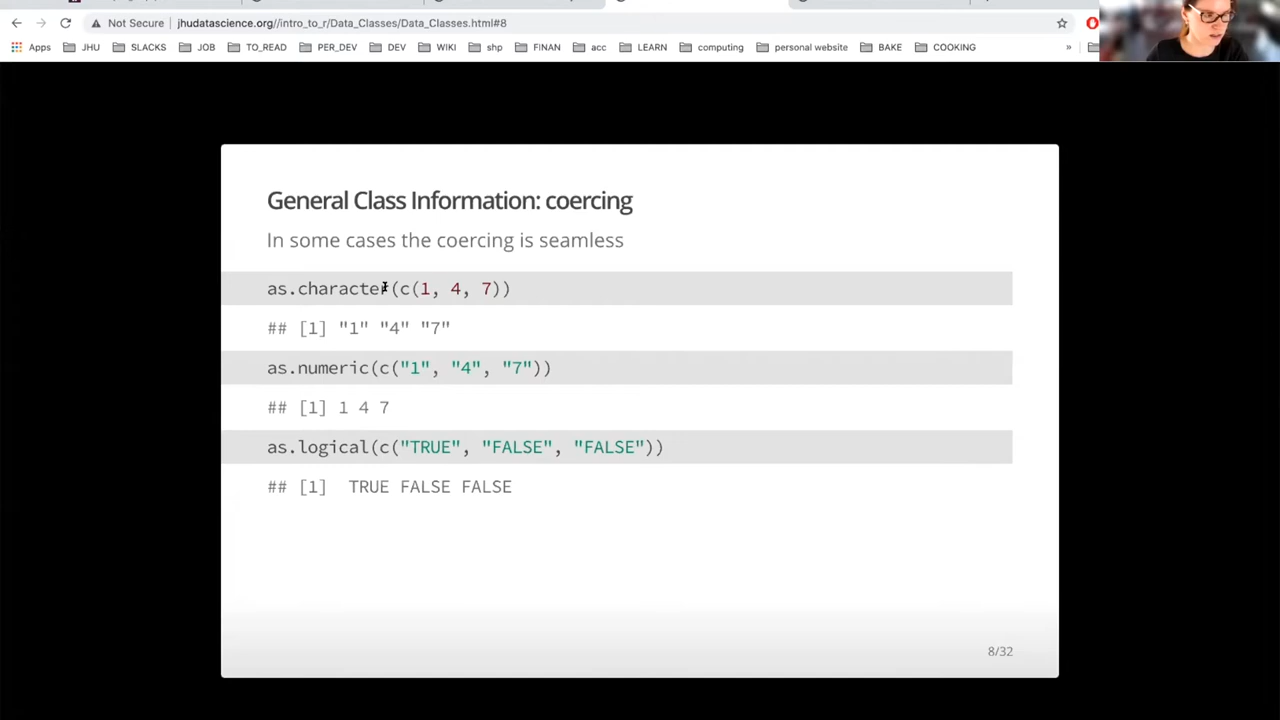 Not Secure | jhudatascience.org//intro_to_r/Data_Classes/Data_Classes.html#8
Apps JHU SLACKS JOB TO_READ PER_DEV DEV WIKI shp FINAN acc LEARN computing personal website BAKE COOKING »
General Class Information: coercing
In some cases the coercing is seamless
as.character(c(1, 4, 7))
## [1] "1" "4" "7"
as.numeric(c("1", "4", "7"))
## [1] 1 4 7
as.logical(c("TRUE", "FALSE", "FALSE"))
## [1] TRUE FALSE FALSE
8/32